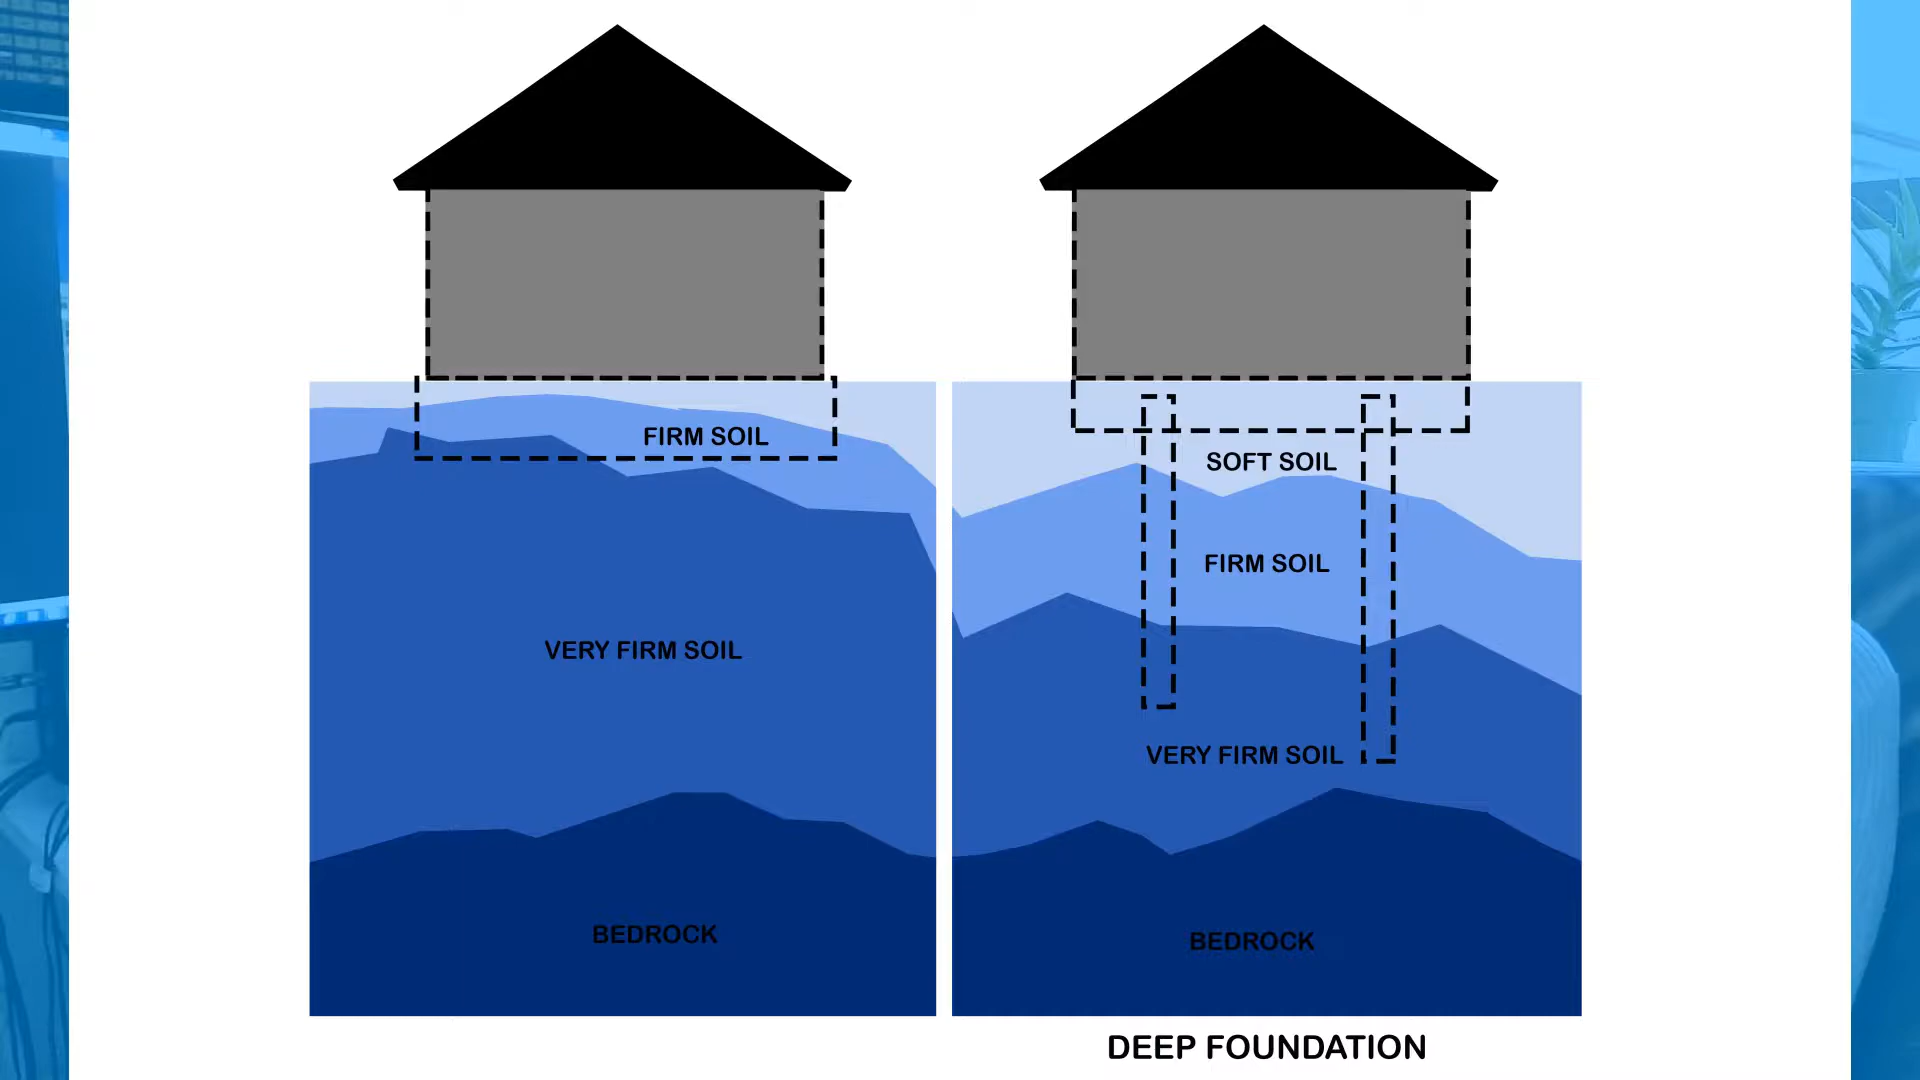 FIRM SOIL
VERY FIRM SOIL
BEDROCK
SOFT SOIL
FIRM SOIL
VERY FIRM SOIL
BEDROCK
DEEP FOUNDATION